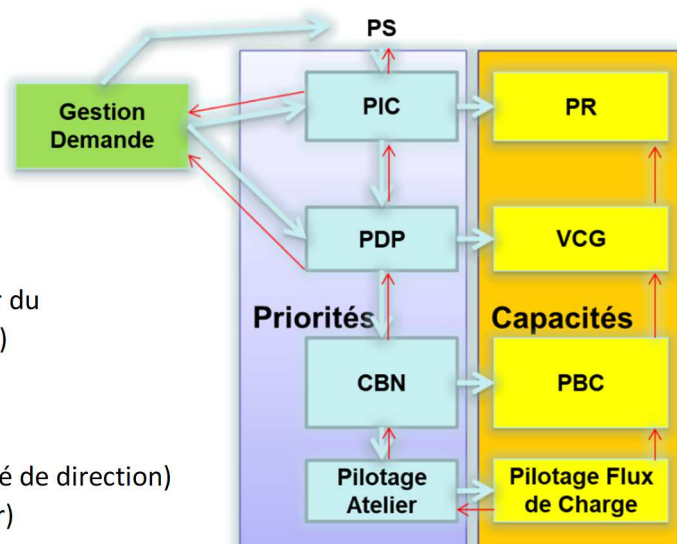 PS
Gestion
Demande
PIC
PR
PDP
VCG
r du
)
Priorités
Capacités
CBN
PBC
é de direction)
r)
Pilotage
Atelier
Pilotage Flux
de Charge